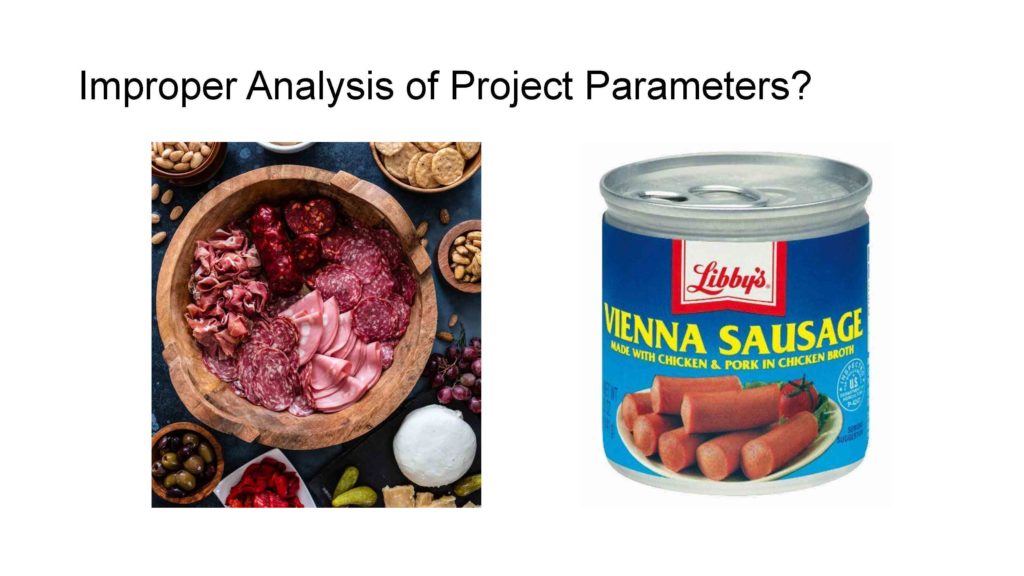 Improper Analysis of Project Parameters?
Libby's
VIENNA SAUSAGE
MADE WITH CHICKEN & PORK IN CHICKEN BROTH
U.S.